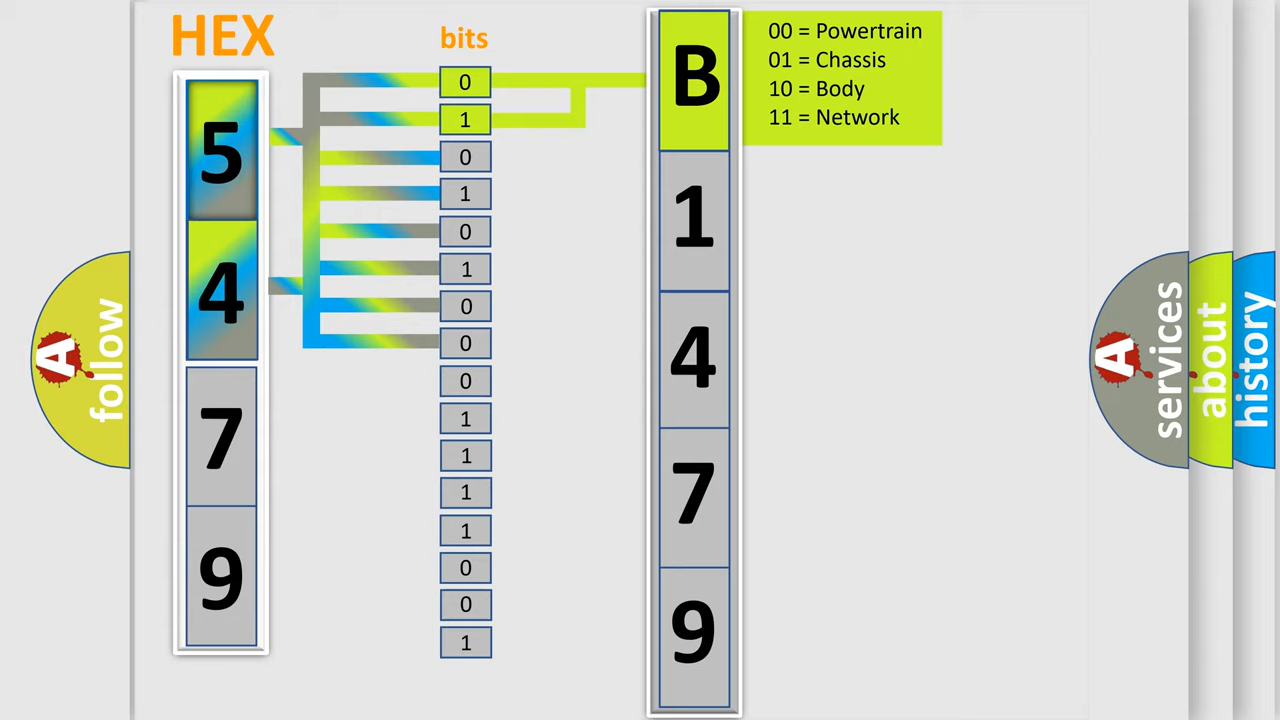 HEX
bits
5
4
7
9
0
1
0
1
0
1
0
0
0
1
1
1
1
0
0
1
B
1
4
7
9
00 = Powertrain
01 = Chassis
10 = Body
11 = Network
A
follow
A
services
about
history